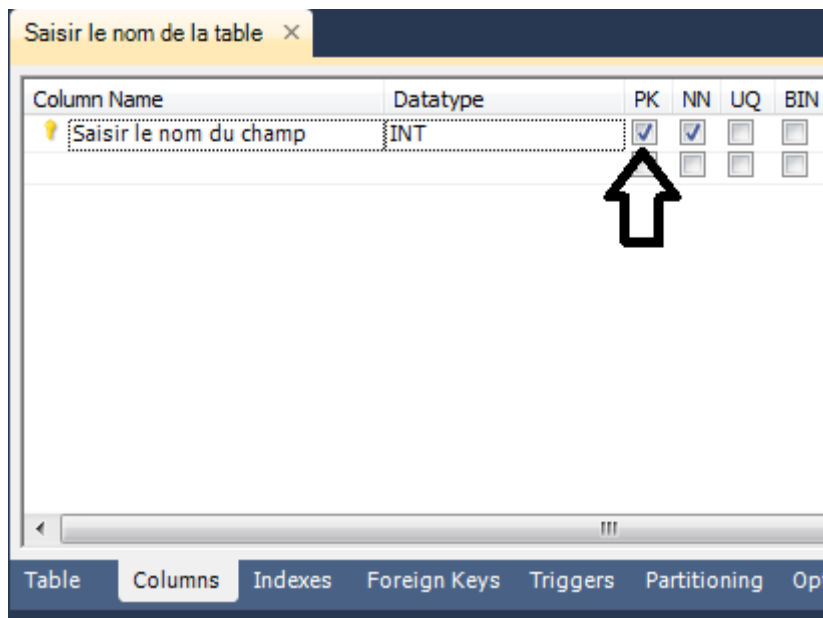 Saisir le nom de la table
Column Name Datatype PK NN UQ BIN
Saisir le nom du champ INT
Table Columns Indexes Foreign Keys Triggers Partitioning Op